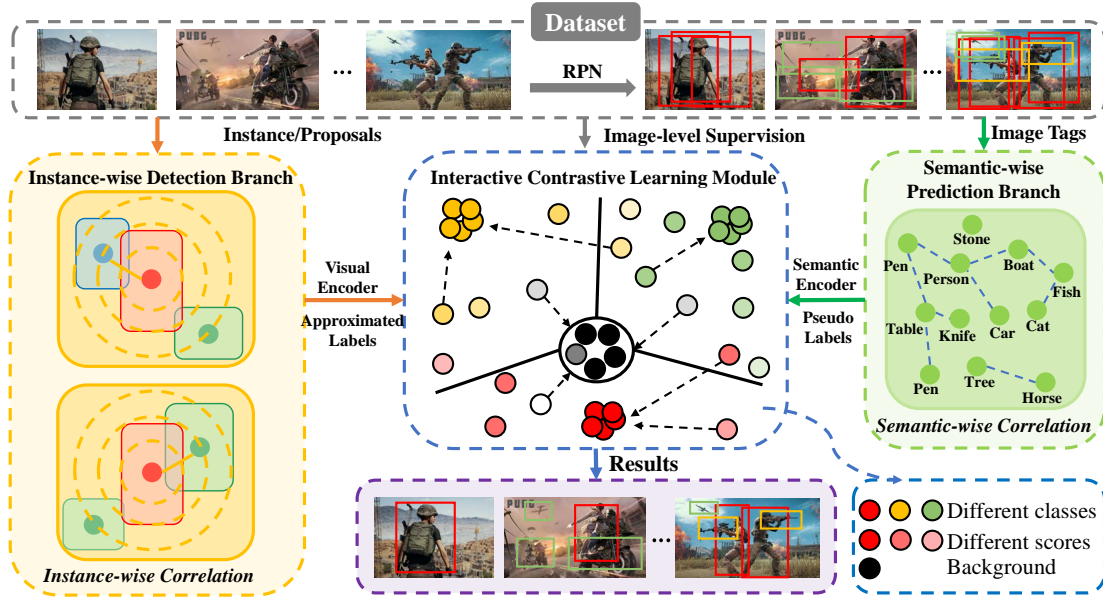 Dataset
PUBG
...
RPN
PUBG
...
Instance/Proposals
Image-level Supervision
Image Tags
Instance-wise Detection Branch
Instance-wise Correlation
Visual
Encoder
Approximated
Labels
Interactive Contrastive Learning Module
Semantic
Encoder
Pseudo
Labels
Semantic-wise
Prediction Branch
Stone
Pen
Person
Boat
Fish
Table
Knife
Car
Cat
Pen
Tree
Horse
Semantic-wise Correlation
Results
PUBG
...
Different classes
Different scores
Background